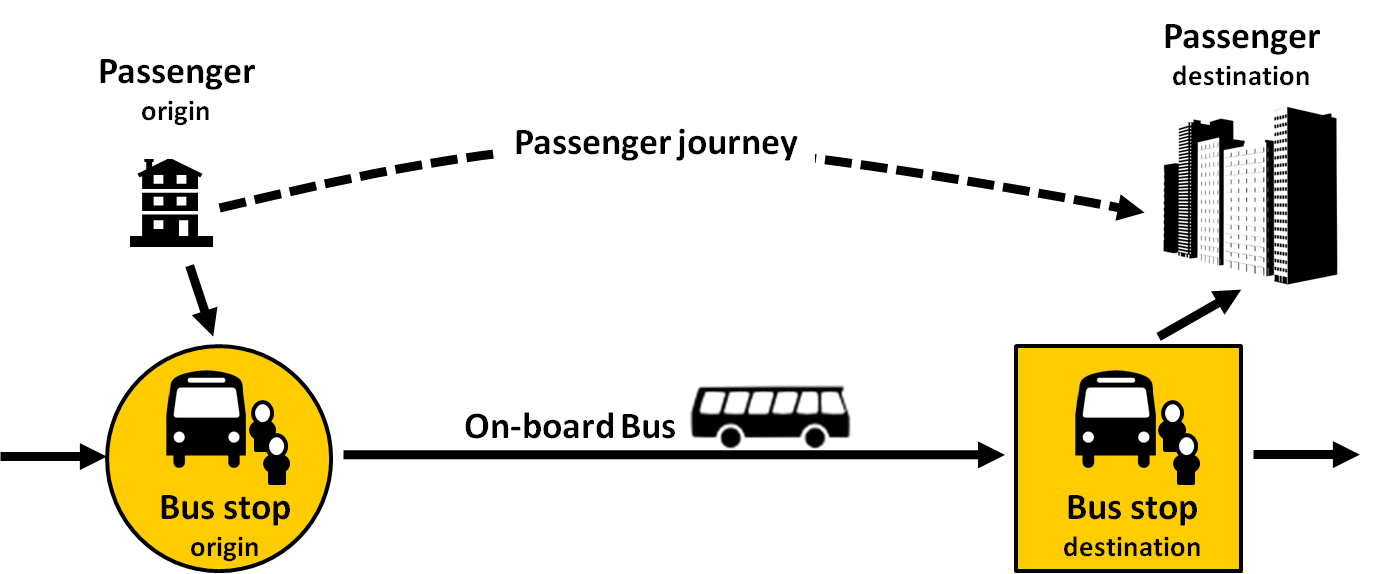 Passenger
origin
Passenger
destination
Passenger journey
On-board Bus
Bus stop
origin
Bus stop
destination